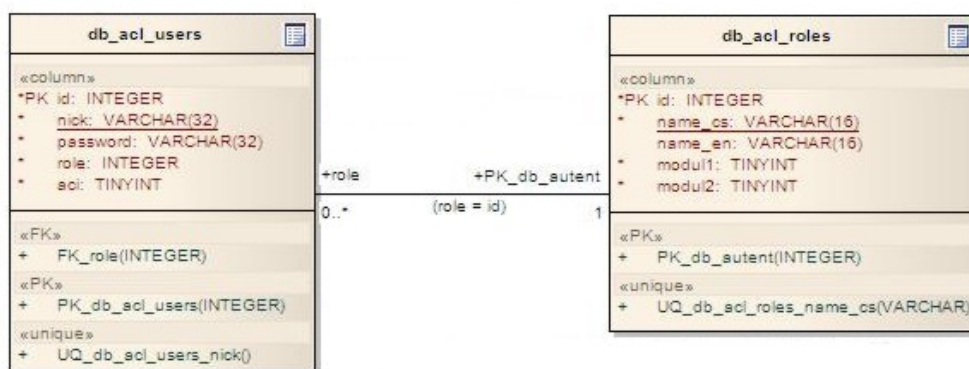 db_acl_users
«column»
*PK id: INTEGER
* nick: VARCHAR(32)
* password: VARCHAR(32)
* role: INTEGER
* acl: TINYINT
«FK»
+ FK_role(INTEGER)
«PK»
+ PK_db_acl_users(INTEGER)
«unique»
+ UQ_db_acl_users_nick()
+role +PK_db_autent
0..* (role = id) 1
db_acl_roles
«column»
*PK id: INTEGER
* name_cs: VARCHAR(16)
name_en: VARCHAR(16)
* modul1: TINYINT
* modul2: TINYINT
«PK»
+ PK_db_autent(INTEGER)
«unique»
+ UQ_db_acl_roles_name_cs(VARCHAR)